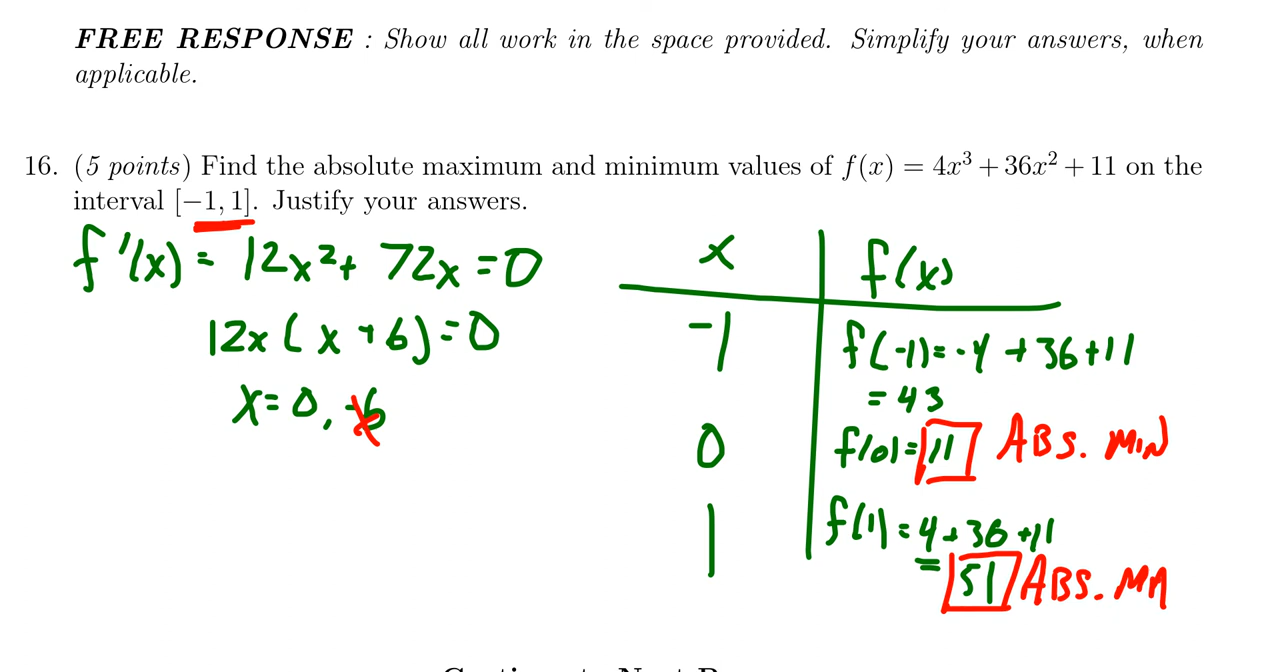 FREE RESPONSE : Show all work in the space provided. Simplify your answers, when
applicable.
16. (5 points) Find the absolute maximum and minimum values of f(x) = 4x³ + 36x² + 11 on the
interval [−1, 1]. Justify your answers.
f'(x) = 12x² + 72x = 0
12x(x + 6) = 0
x = 0, -6
x | f(x)
-1 | f(-1) = -4 + 36 + 11
= 43
0 | f(0) = 11 ABS. MIN
1 | f(1) = 4 + 36 + 11
= 51 ABS. MA